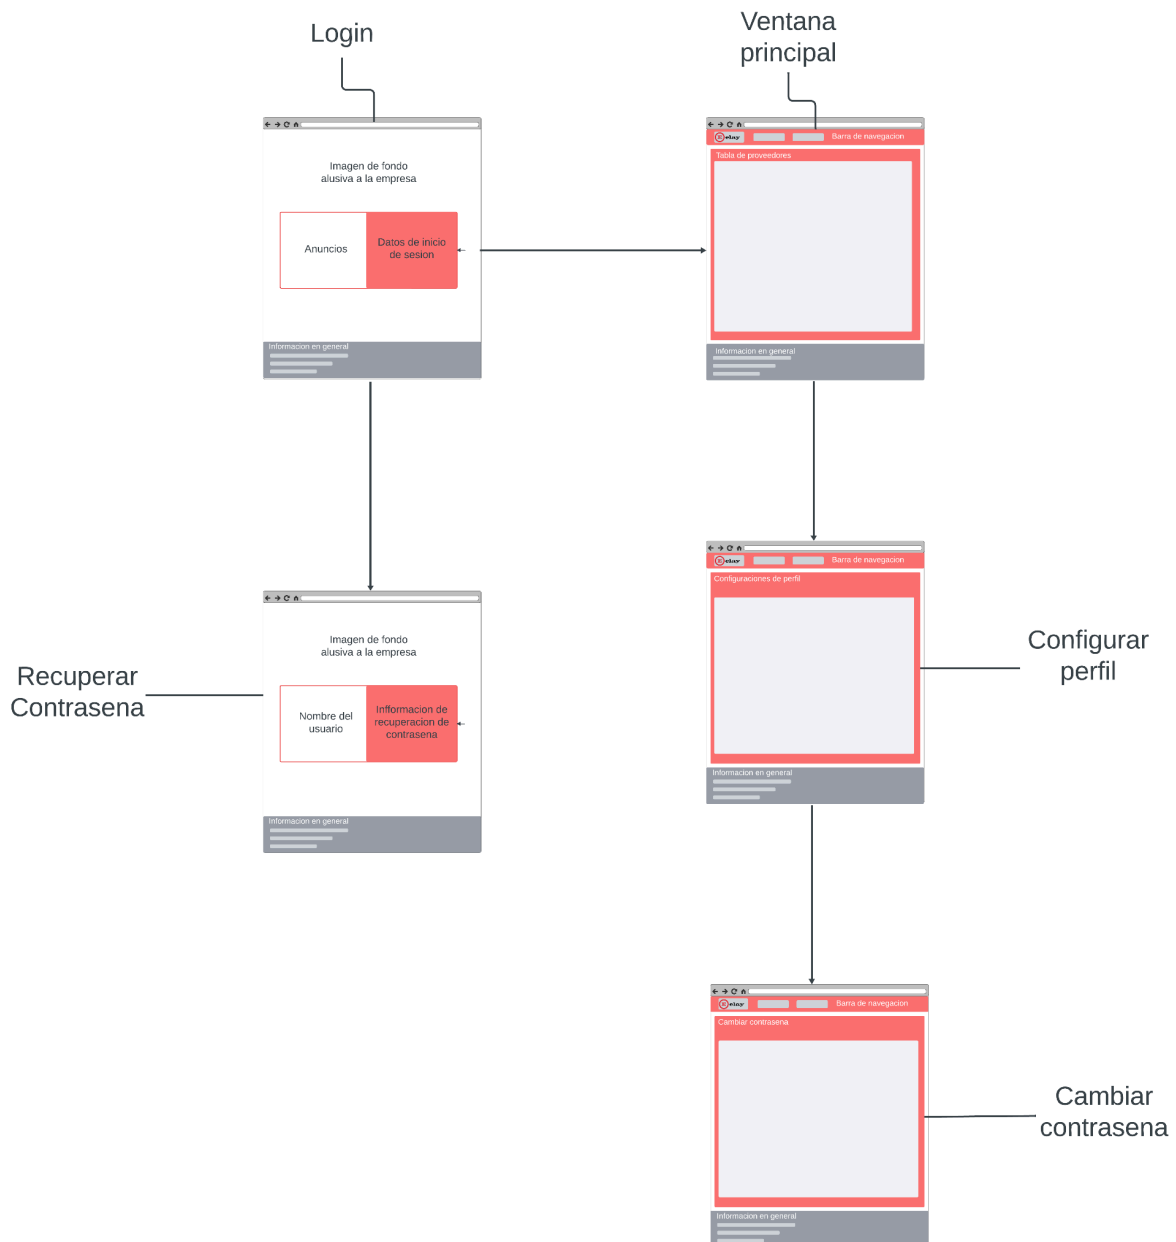 Login
Ventana
principal
Imagen de fondo
alusiva a la empresa
Anuncios
Datos de inicio
de sesion
Informacion en general
Eelny
Barra de navegacion
Tabla de proveedores
Informacion en general
Recuperar
Contrasena
Imagen de fondo
alusiva a la empresa
Nombre del
usuario
Infformacion de
recuperacion de
contrasena
Informacion en general
Barra de navegacion
Configuraciones de perfil
Informacion en general
Configurar
perfil
Barra de navegacion
Cambiar contrasena
Informacion en general
Cambiar
contrasena